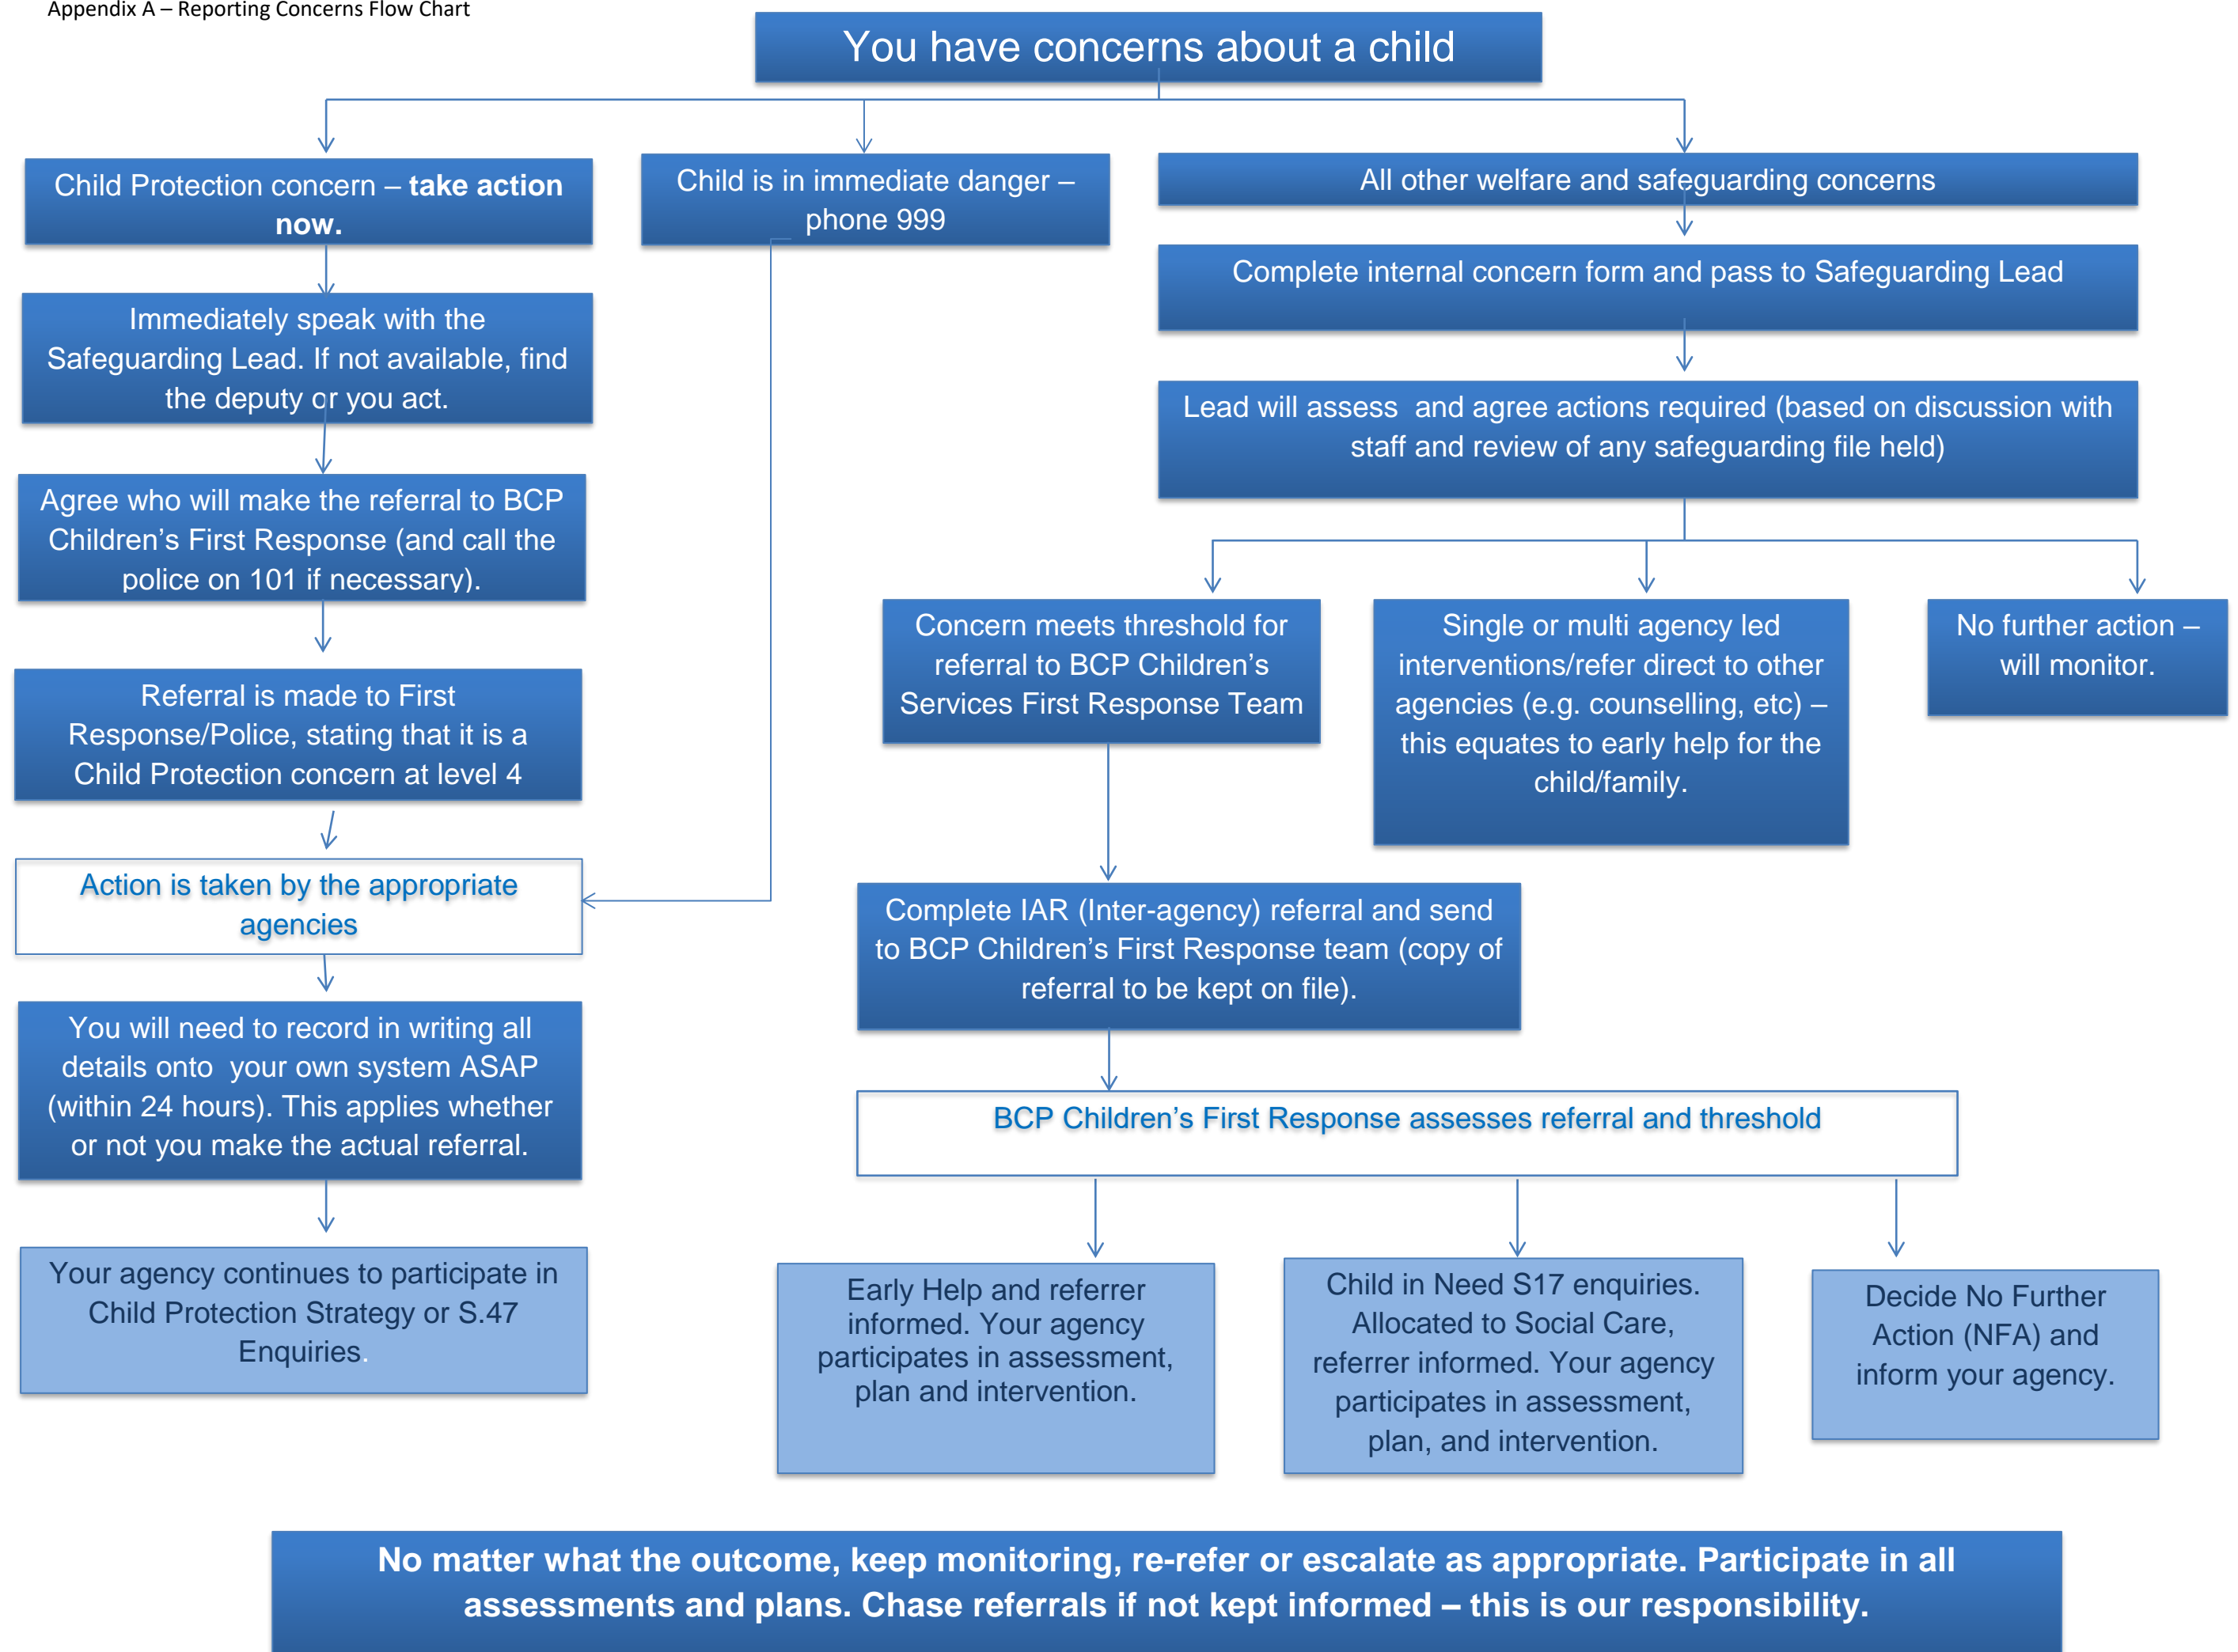 Appendix A – Reporting Concerns Flow Chart
You have concerns about a child
Child Protection concern – take action
now.
Child is in immediate danger –
phone 999
All other welfare and safeguarding concerns
Immediately speak with the
Safeguarding Lead. If not available, find
the deputy or you act.
Complete internal concern form and pass to Safeguarding Lead
Lead will assess  and agree actions required (based on discussion with
staff and review of any safeguarding file held)
Agree who will make the referral to BCP
Children’s First Response (and call the
police on 101 if necessary).
Referral is made to First
Response/Police, stating that it is a
Child Protection concern at level 4
Concern meets threshold for
referral to BCP Children’s
Services First Response Team
Single or multi agency led
interventions/refer direct to other
agencies (e.g. counselling, etc) –
this equates to early help for the
child/family.
No further action –
will monitor.
Action is taken by the appropriate
agencies
Complete IAR (Inter-agency) referral and send
to BCP Children’s First Response team (copy of
referral to be kept on file).
You will need to record in writing all
details onto  your own system ASAP
(within 24 hours). This applies whether
or not you make the actual referral.
BCP Children’s First Response assesses referral and threshold
Your agency continues to participate in
Child Protection Strategy or S.47
Enquiries.
Early Help and referrer
informed. Your agency
participates in assessment,
plan and intervention.
Child in Need S17 enquiries.
Allocated to Social Care,
referrer informed. Your agency
participates in assessment,
plan, and intervention.
Decide No Further
Action (NFA) and
inform your agency.
No matter what the outcome, keep monitoring, re-refer or escalate as appropriate. Participate in all
assessments and plans. Chase referrals if not kept informed – this is our responsibility.